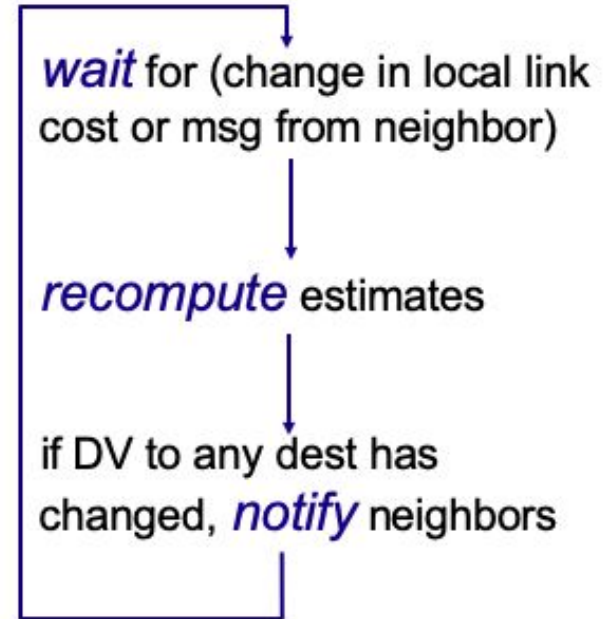 wait for (change in local link
cost or msg from neighbor)
recompute estimates
if DV to any dest has
changed, notify neighbors